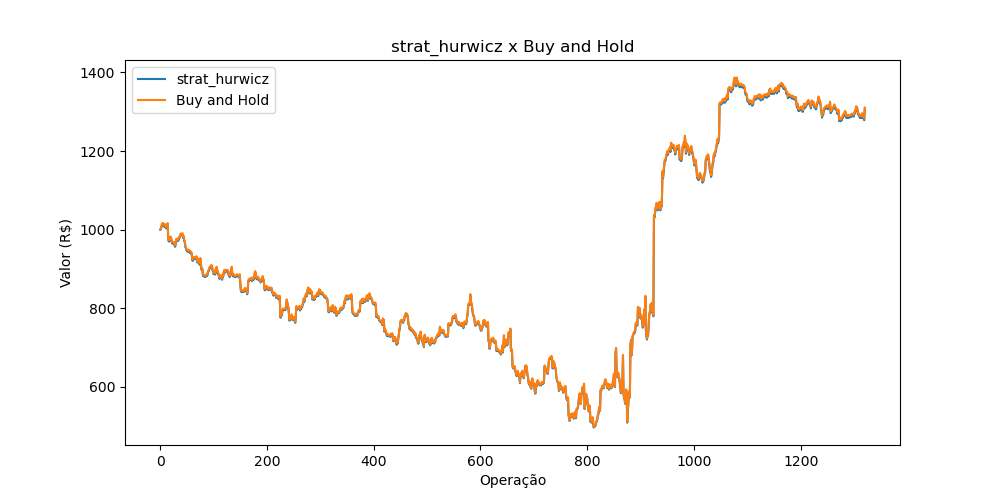 strat_hurwicz x Buy and Hold
strat_hurwicz
Buy and Hold
Valor (R$)
1400
1200
1000
800
600
0 200 400 600 800 1000 1200
Operação